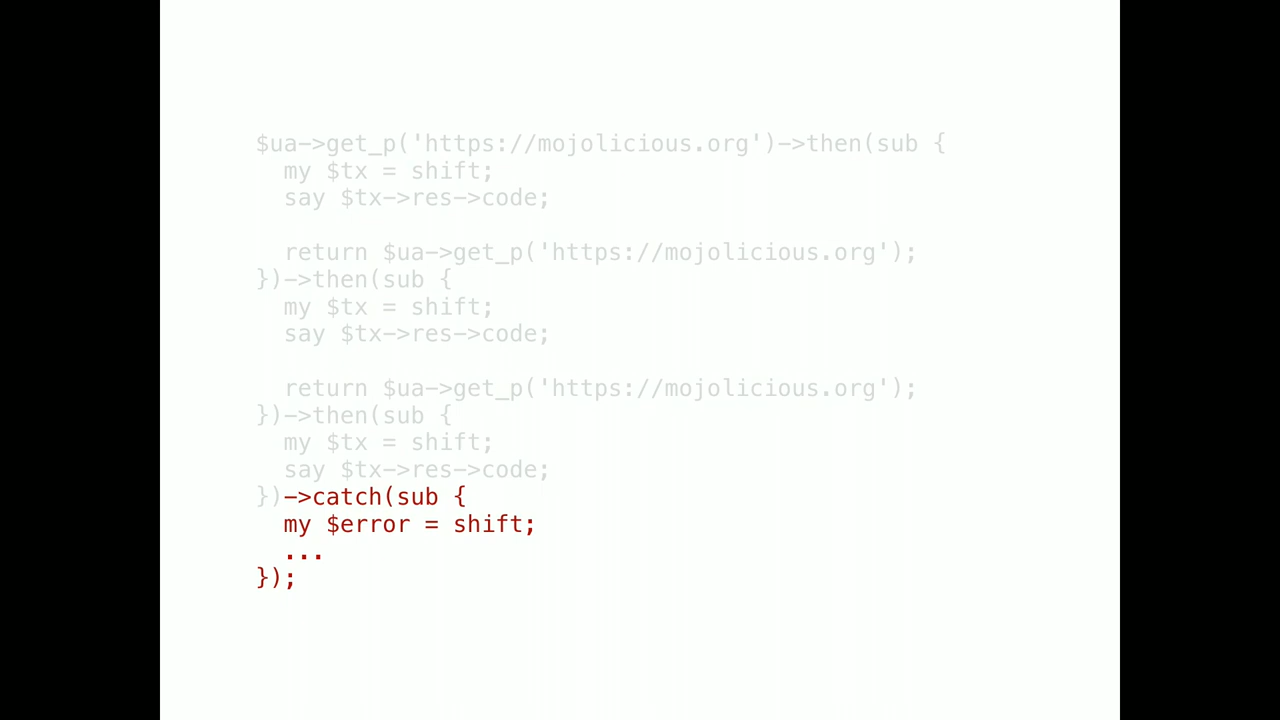 $ua->get_p('https://mojolicious.org')->then(sub {
  my $tx = shift;
  say $tx->res->code;

  return $ua->get_p('https://mojolicious.org');
})->then(sub {
  my $tx = shift;
  say $tx->res->code;

  return $ua->get_p('https://mojolicious.org');
})->then(sub {
  my $tx = shift;
  say $tx->res->code;
})->catch(sub {
  my $error = shift;
  ...
});